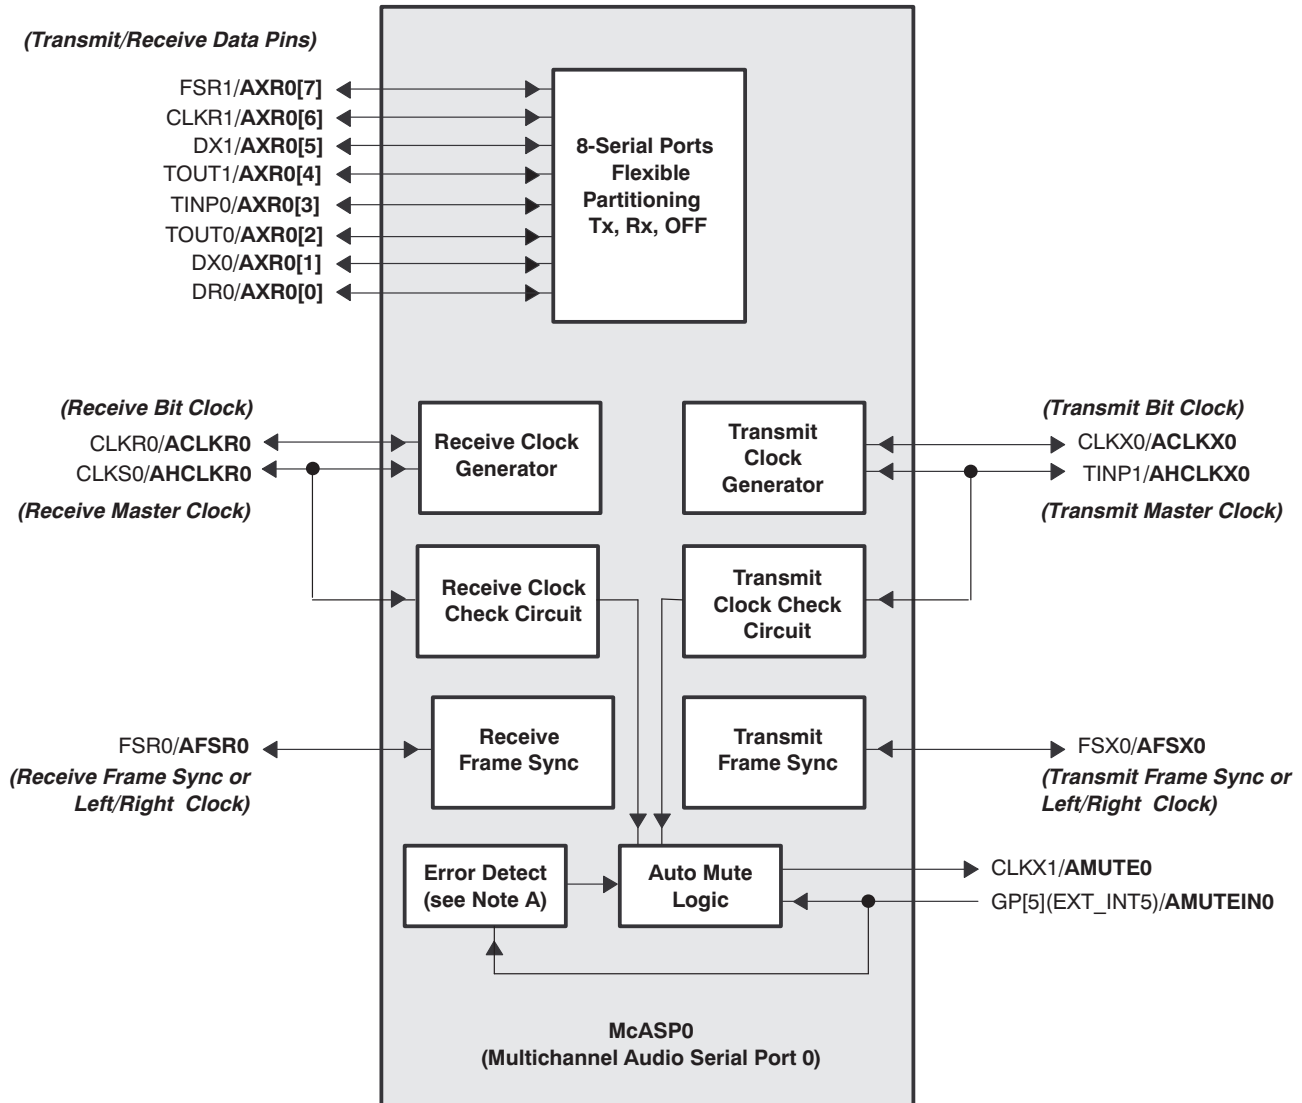 (Transmit/Receive Data Pins)
FSR1/AXR0[7]
CLKR1/AXR0[6]
DX1/AXR0[5]
TOUT1/AXR0[4]
TINP0/AXR0[3]
TOUT0/AXR0[2]
DX0/AXR0[1]
DR0/AXR0[0]
8-Serial Ports
Flexible
Partitioning
Tx, Rx, OFF
(Receive Bit Clock)
CLKR0/ACLKR0
CLKS0/AHCLKR0
(Receive Master Clock)
Receive Clock
Generator
Transmit
Clock
Generator
(Transmit Bit Clock)
CLKX0/ACLKX0
TINP1/AHCLKX0
(Transmit Master Clock)
Receive Clock
Check Circuit
Transmit
Clock Check
Circuit
FSR0/AFSR0
(Receive Frame Sync or
Left/Right Clock)
Receive
Frame Sync
Transmit
Frame Sync
FSX0/AFSX0
(Transmit Frame Sync or
Left/Right Clock)
Error Detect
(see Note A)
Auto Mute
Logic
CLKX1/AMUTE0
GP[5](EXT_INT5)/AMUTEIN0
McASP0
(Multichannel Audio Serial Port 0)